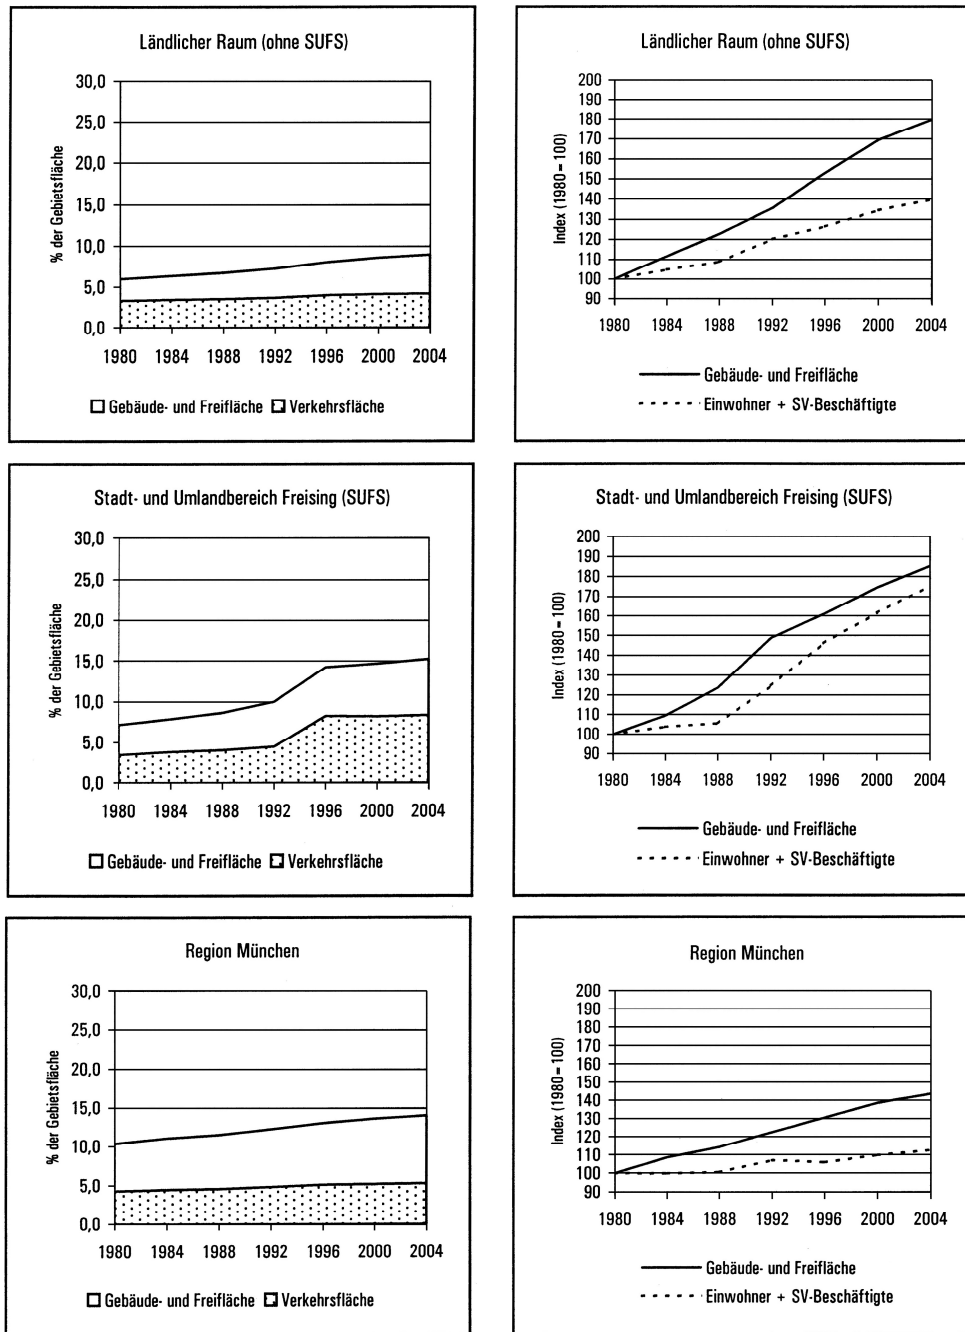 Ländlicher Raum (ohne SUFS)
% der Gebietsfläche
30,0
25,0
20,0
15,0
10,0
5,0
0,0
1980 1984 1988 1992 1996 2000 2004
Gebäude- und Freifläche Verkehrsfläche
Ländlicher Raum (ohne SUFS)
Index (1980=100)
200
190
180
170
160
150
140
130
120
110
100
90
1980 1984 1988 1992 1996 2000 2004
Gebäude- und Freifläche
Einwohner + SV-Beschäftigte
Stadt- und Umlandbereich Freising (SUFS)
% der Gebietsfläche
30,0
25,0
20,0
15,0
10,0
5,0
0,0
1980 1984 1988 1992 1996 2000 2004
Gebäude- und Freifläche Verkehrsfläche
Stadt- und Umlandbereich Freising (SUFS)
Index (1980=100)
200
190
180
170
160
150
140
130
120
110
100
90
1980 1984 1988 1992 1996 2000 2004
Gebäude- und Freifläche
Einwohner + SV-Beschäftigte
Region München
% der Gebietsfläche
30,0
25,0
20,0
15,0
10,0
5,0
0,0
1980 1984 1988 1992 1996 2000 2004
Gebäude- und Freifläche Verkehrsfläche
Region München
Index (1980=100)
200
190
180
170
160
150
140
130
120
110
100
90
1980 1984 1988 1992 1996 2000 2004
Gebäude- und Freifläche
Einwohner + SV-Beschäftigte